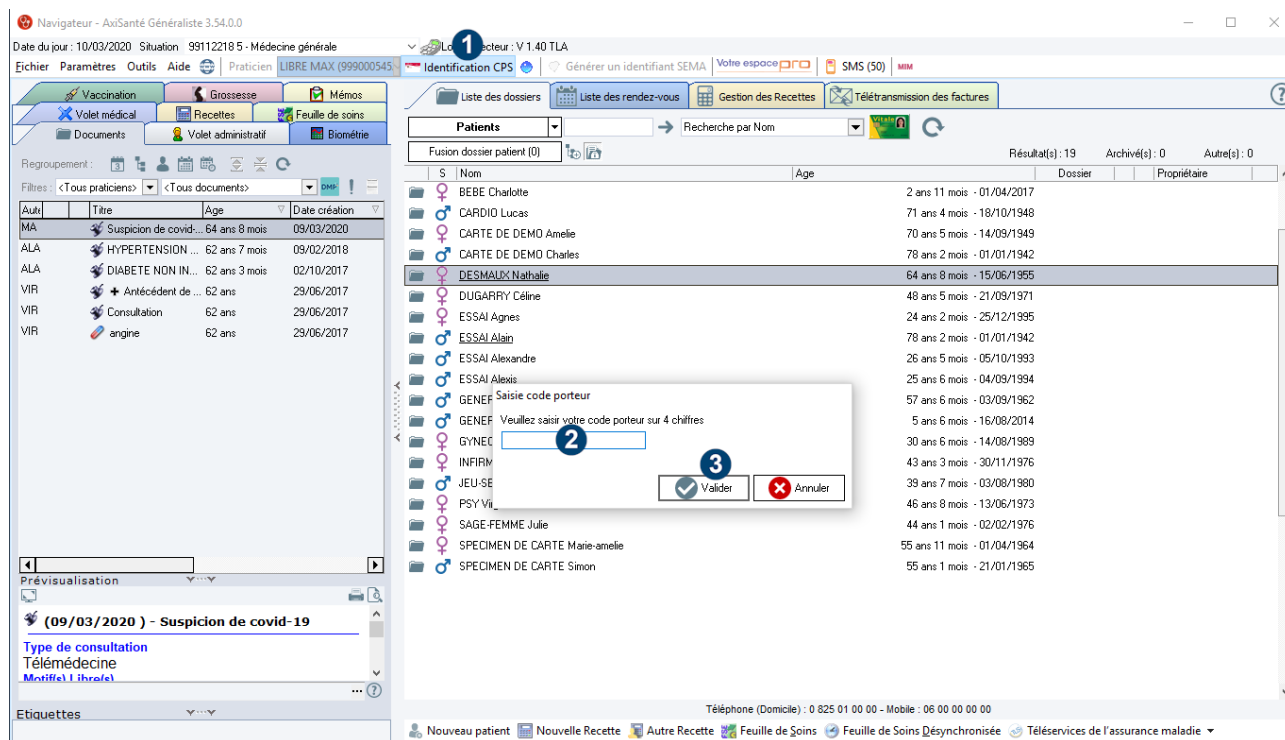 Navigateur - AxiSanté Généraliste 3.54.0.0
Date du jour : 10/03/2020 Situation 99112218 5 - Médecine générale
ecteur : V 1.40 TLA
1
Fichier Paramètres Outils Aide Praticien LIBRE MAX (999000545
Identification CPS Générer un identifiant SEMA Votre espace pro SMS (50) MIM
Vaccination Grossesse Mémos
Volet médical Recettes Feuille de soins
Documents Volet administratif Biométrie
Regroupement :
Filtres : <Tous praticiens> <Tous documents> DMP
Aute Titre Age Date création
MA Suspicion de covid-... 64 ans 8 mois 09/03/2020
ALA HYPERTENSION ... 62 ans 7 mois 09/02/2018
ALA DIABETE NON IN... 62 ans 3 mois 02/10/2017
VIR + Antécédent de ... 62 ans 29/06/2017
VIR Consultation 62 ans 29/06/2017
VIR angine 62 ans 29/06/2017
Prévisualisation
(09/03/2020 ) - Suspicion de covid-19
Type de consultation
Télémédecine
Motif(s) Libre(s)
...
Etiquettes
Liste des dossiers Liste des rendez-vous Gestion des Recettes Télétransmission des factures
Patients Recherche par Nom Vitale
Fusion dossier patient (0) Résultat(s) : 19 Archivé(s) : 0 Autre(s) : 0
S Nom Age Dossier Propriétaire
BEBE Charlotte 2 ans 11 mois - 01/04/2017
CARDIO Lucas 71 ans 4 mois - 18/10/1948
CARTE DE DEMO Amelie 70 ans 5 mois - 14/09/1949
CARTE DE DEMO Charles 78 ans 2 mois - 01/01/1942
DESMAUX Nathalie 64 ans 8 mois - 15/06/1955
DUGARRY Céline 48 ans 5 mois - 21/09/1971
ESSAI Agnes 24 ans 2 mois - 25/12/1995
ESSAI Alain 78 ans 2 mois - 01/01/1942
ESSAI Alexandre 26 ans 5 mois - 05/10/1993
ESSAI Alexis 25 ans 6 mois - 04/09/1994
GENER 57 ans 6 mois - 03/09/1962
GENER 5 ans 6 mois - 16/08/2014
GYNEC 30 ans 6 mois - 14/08/1989
INFIRM 43 ans 3 mois - 30/11/1976
JEU-SE 39 ans 7 mois - 03/08/1980
PSY Vir 46 ans 8 mois - 13/06/1973
SAGE-FEMME Julie 44 ans 1 mois - 02/02/1976
SPECIMEN DE CARTE Marie-amelie 55 ans 11 mois - 01/04/1964
SPECIMEN DE CARTE Simon 55 ans 1 mois - 21/01/1965
Saisie code porteur
Veuillez saisir votre code porteur sur 4 chiffres
2
3
Valider Annuler
Téléphone (Domicile) : 0 825 01 00 00 - Mobile : 06 00 00 00 00
Nouveau patient Nouvelle Recette Autre Recette Feuille de Soins Feuille de Soins Désynchronisée Téléservices de l'assurance maladie